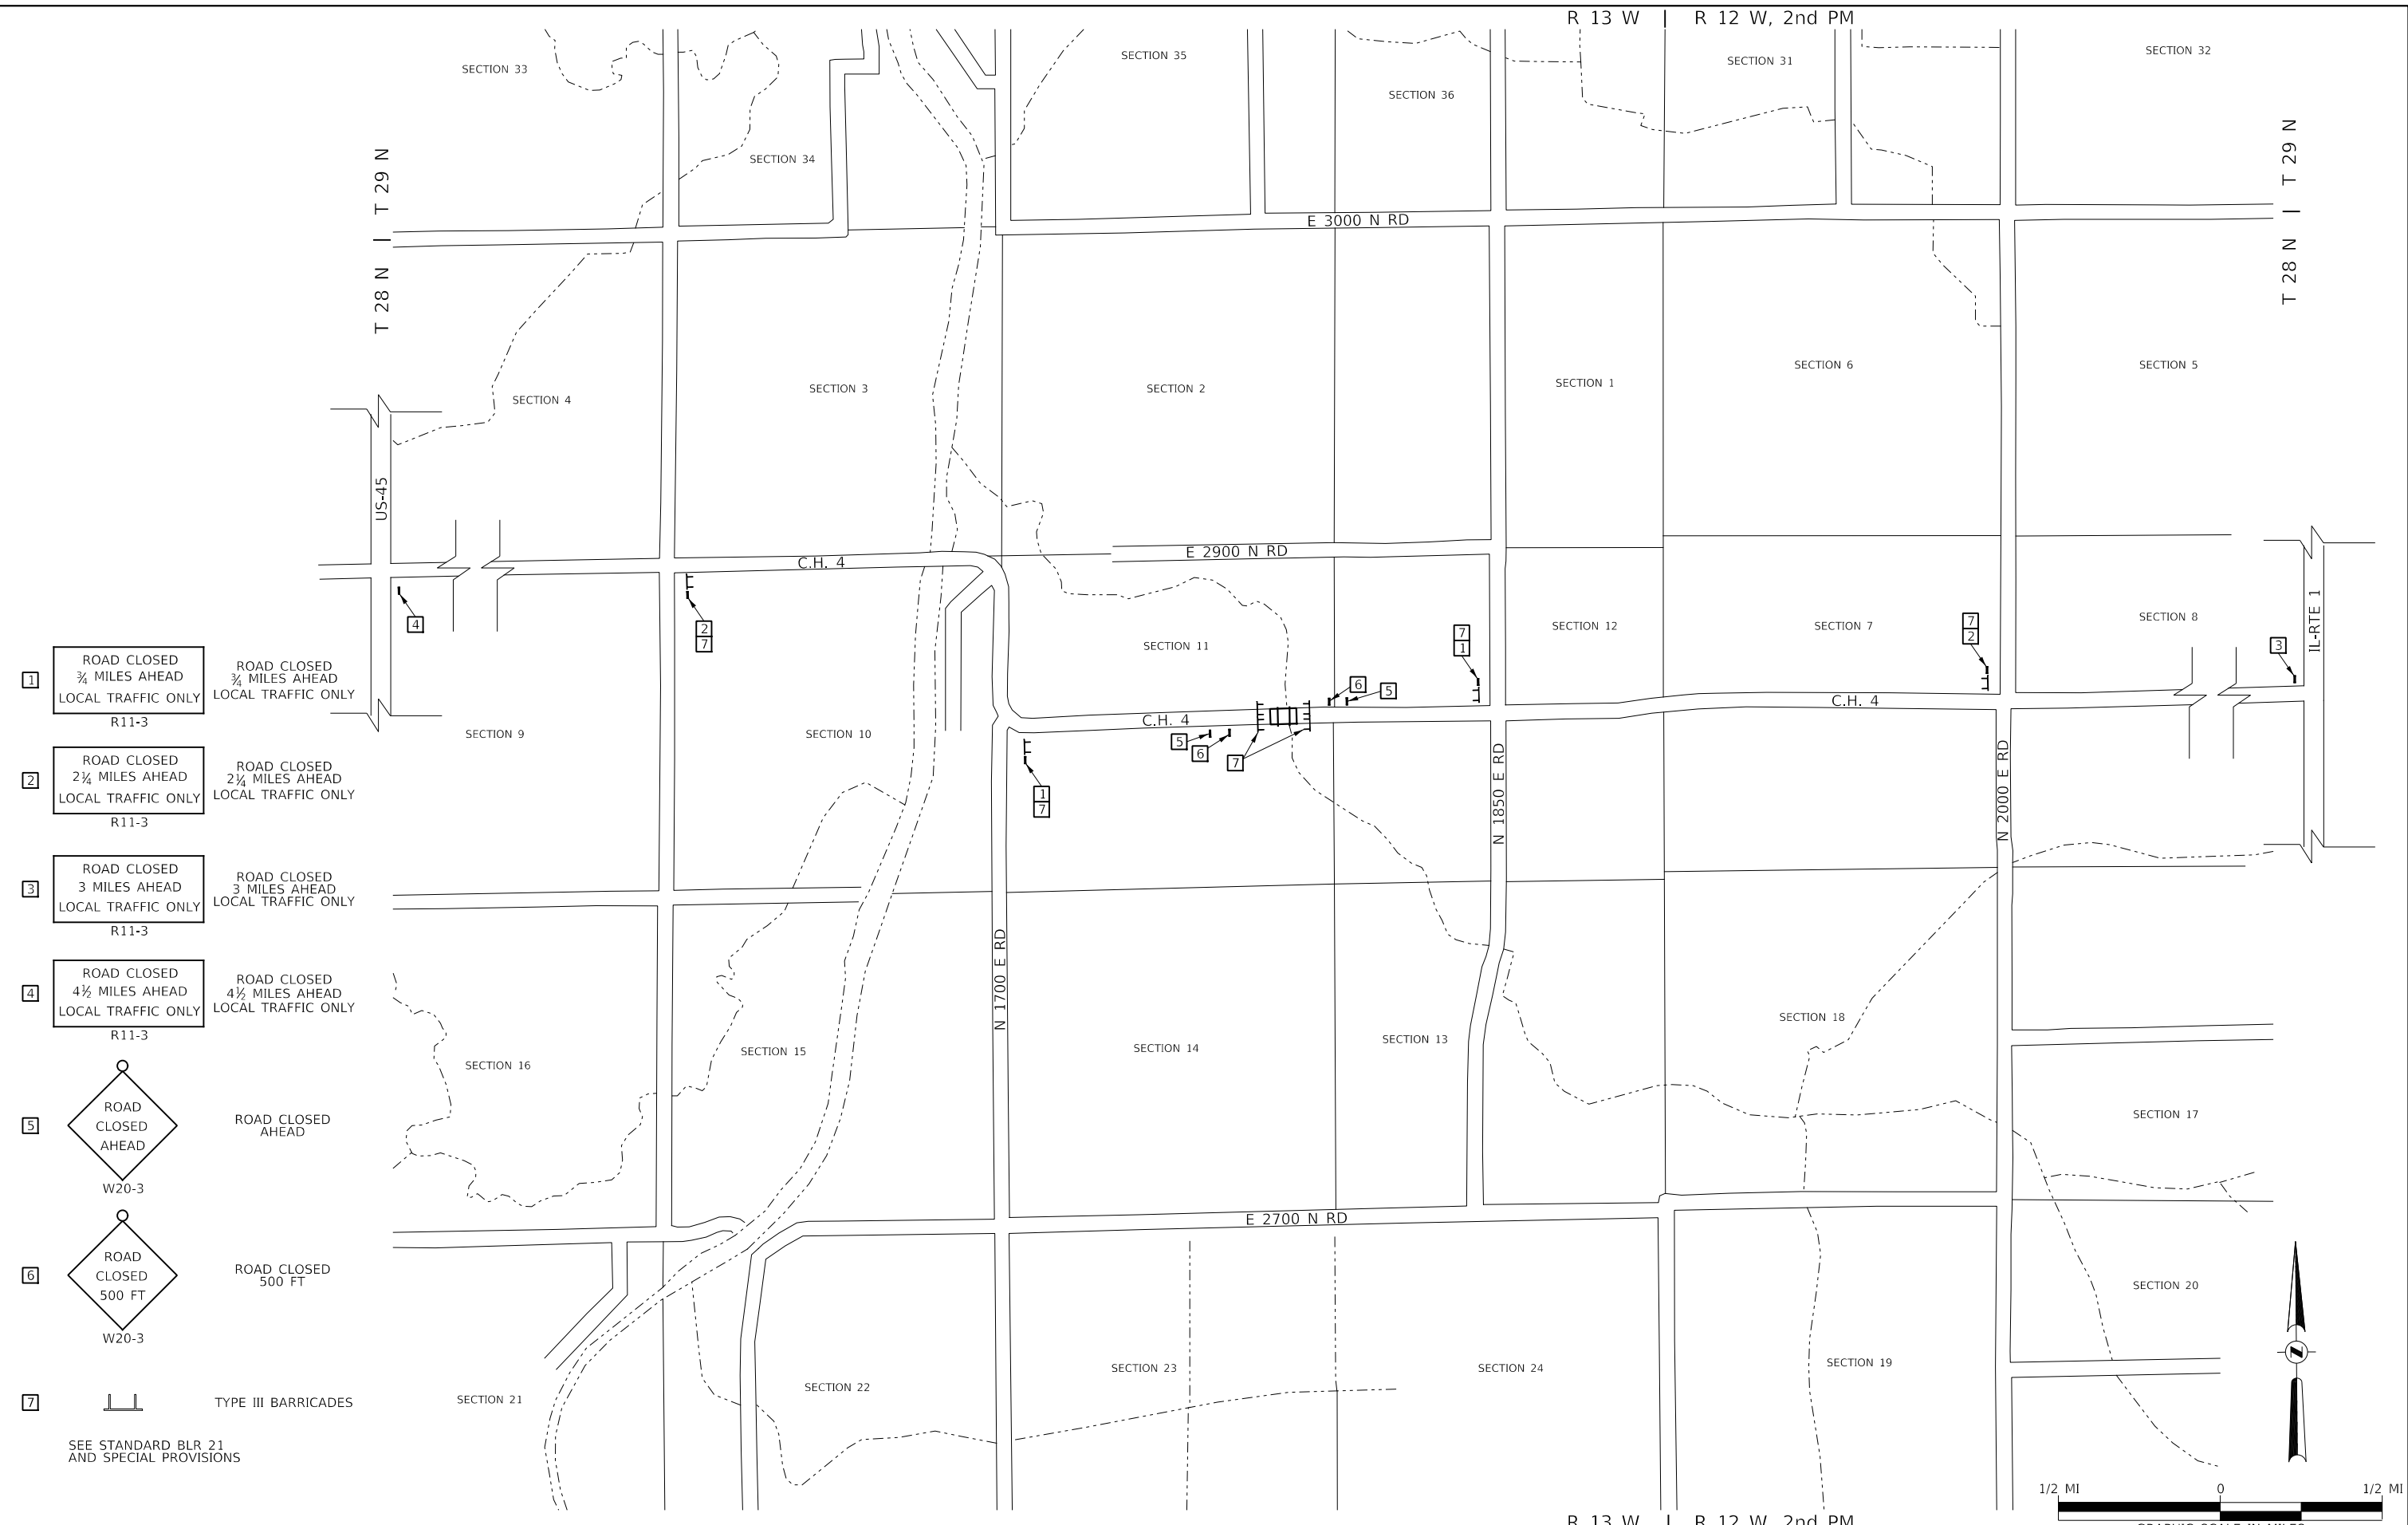 R 13 W | R 12 W, 2nd PM
SECTION 33
SECTION 35
SECTION 36
SECTION 31
SECTION 32
SECTION 34
T 28 N | T 29 N
T 28 N | T 29 N
E 3000 N RD
SECTION 4
SECTION 3
SECTION 2
SECTION 1
SECTION 6
SECTION 5
US-45
C.H. 4
E 2900 N RD
4
2
7
SECTION 11
7
1
SECTION 12
SECTION 7
7
2
SECTION 8
3
IL-RTE 1
6
5
C.H. 4
C.H. 4
SECTION 9
SECTION 10
5
6
7
1
7
N 1850 E RD
N 2000 E RD
N 1700 E RD
SECTION 16
SECTION 15
SECTION 14
SECTION 13
SECTION 18
SECTION 17
E 2700 N RD
SECTION 20
SECTION 21
SECTION 22
SECTION 23
SECTION 24
SECTION 19
1
ROAD CLOSED
¾ MILES AHEAD
LOCAL TRAFFIC ONLY
R11-3
ROAD CLOSED
¾ MILES AHEAD
LOCAL TRAFFIC ONLY
2
ROAD CLOSED
2¼ MILES AHEAD
LOCAL TRAFFIC ONLY
R11-3
ROAD CLOSED
2¼ MILES AHEAD
LOCAL TRAFFIC ONLY
3
ROAD CLOSED
3 MILES AHEAD
LOCAL TRAFFIC ONLY
R11-3
ROAD CLOSED
3 MILES AHEAD
LOCAL TRAFFIC ONLY
4
ROAD CLOSED
4½ MILES AHEAD
LOCAL TRAFFIC ONLY
R11-3
ROAD CLOSED
4½ MILES AHEAD
LOCAL TRAFFIC ONLY
5
ROAD
CLOSED
AHEAD
W20-3
ROAD CLOSED
AHEAD
6
ROAD
CLOSED
500 FT
W20-3
ROAD CLOSED
500 FT
7
TYPE III BARRICADES
SEE STANDARD BLR 21
AND SPECIAL PROVISIONS
N
1/2 MI 0 1/2 MI
GRAPHIC SCALE IN MILES
R 13 W | R 12 W, 2nd PM